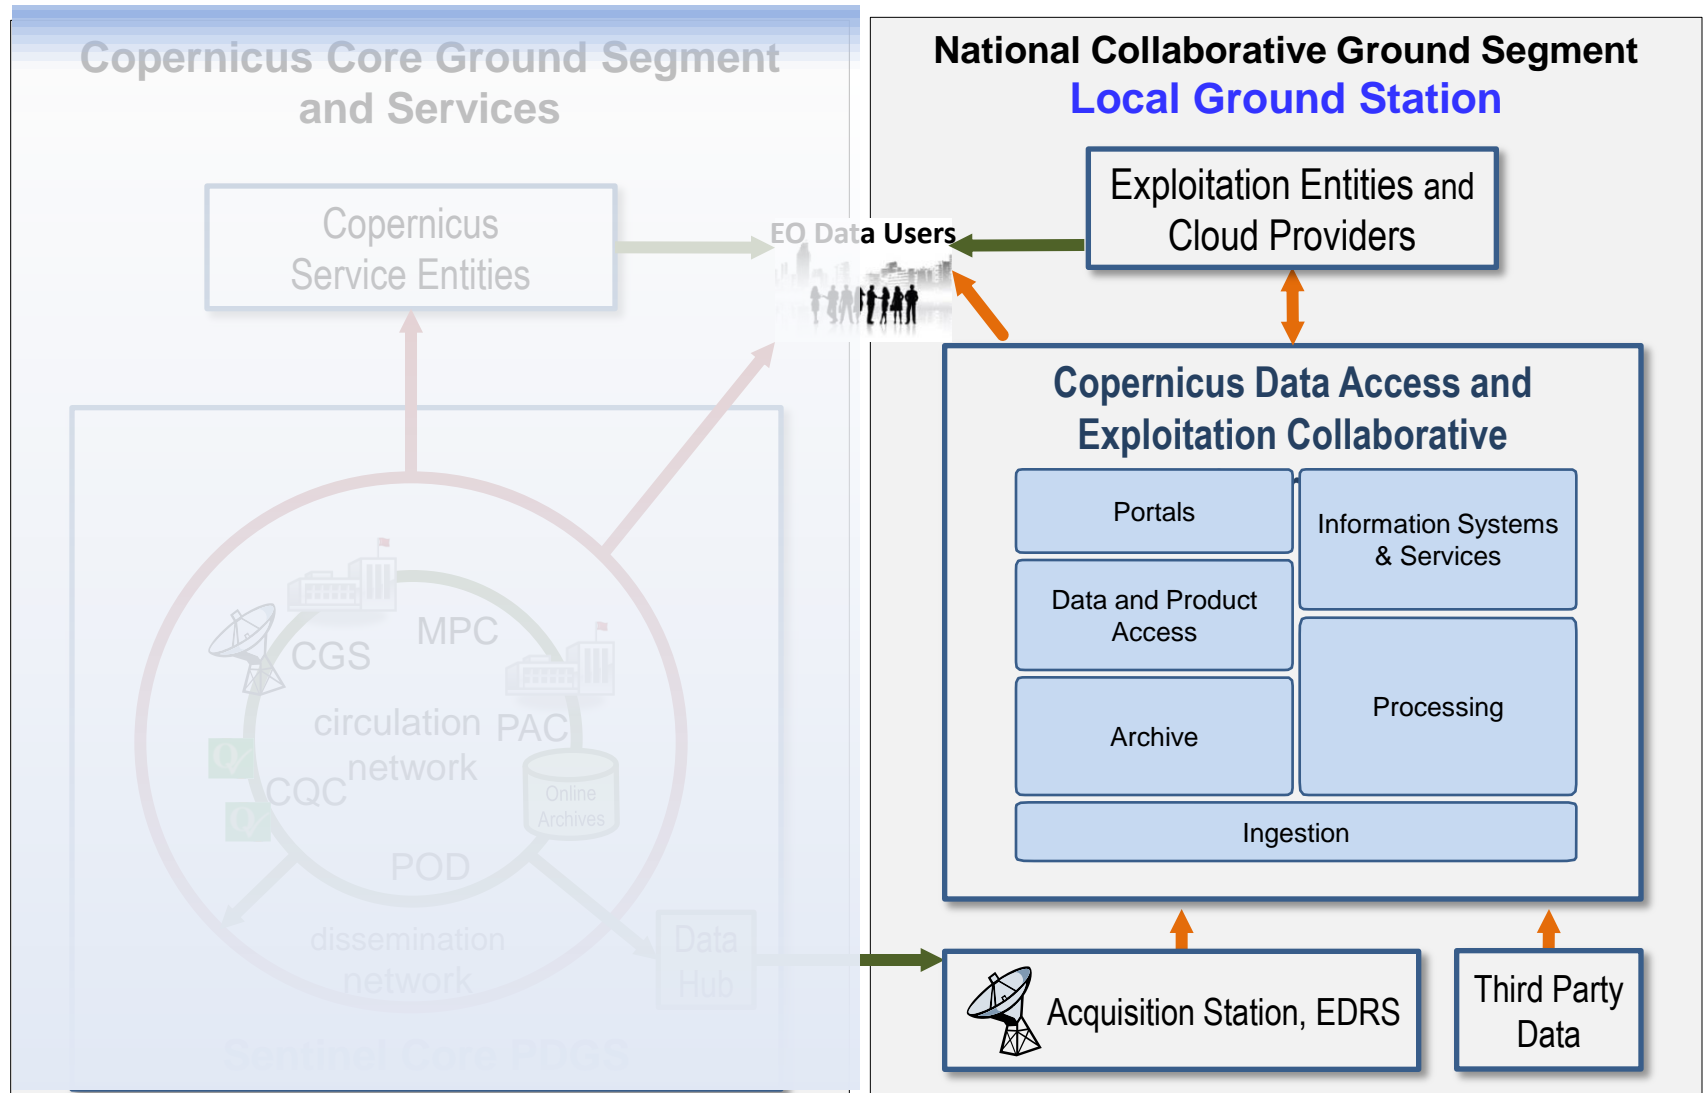 Copernicus Core Ground Segment
and Services
Copernicus
Service Entities
EO Data Users
CGS
MPC
circulation
network
PAC
CQC
Online
Archives
POD
dissemination
network
Data
Hub
Sentinel Core PDGS
National Collaborative Ground Segment
Local Ground Station
Exploitation Entities and
Cloud Providers
Copernicus Data Access and
Exploitation Collaborative
Portals
Information Systems
& Services
Data and Product
Access
Processing
Archive
Ingestion
Acquisition Station, EDRS
Third Party
Data